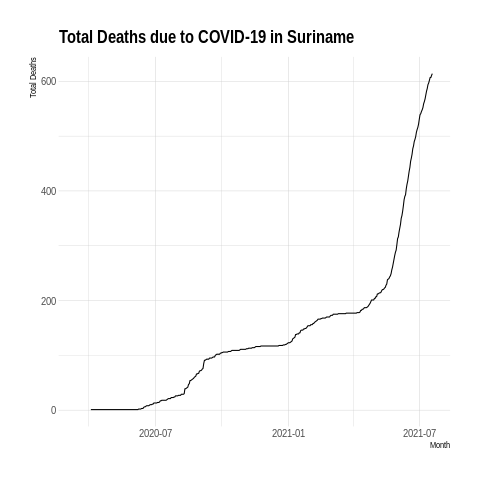 Total Deaths due to COVID-19 in Suriname
Total Deaths
600
400
200
0
2020-07
2021-01
2021-07
Month